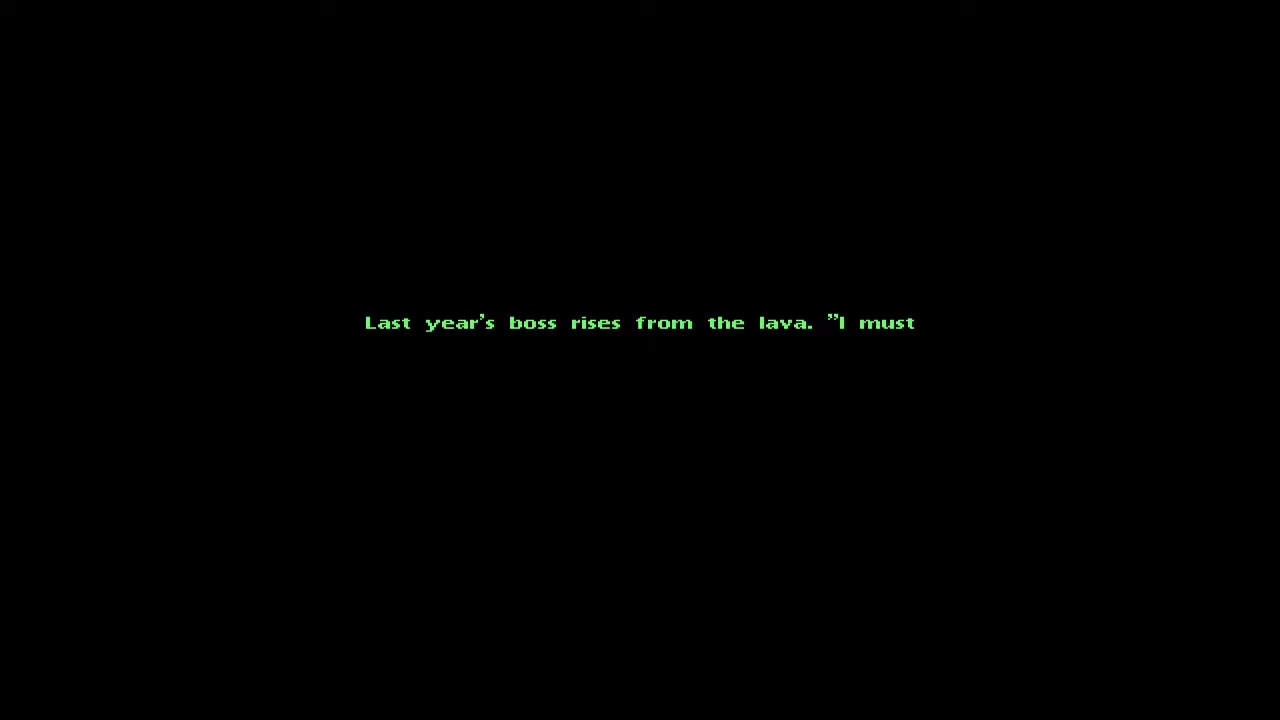 Last year’s boss rises from the lava. ”I must